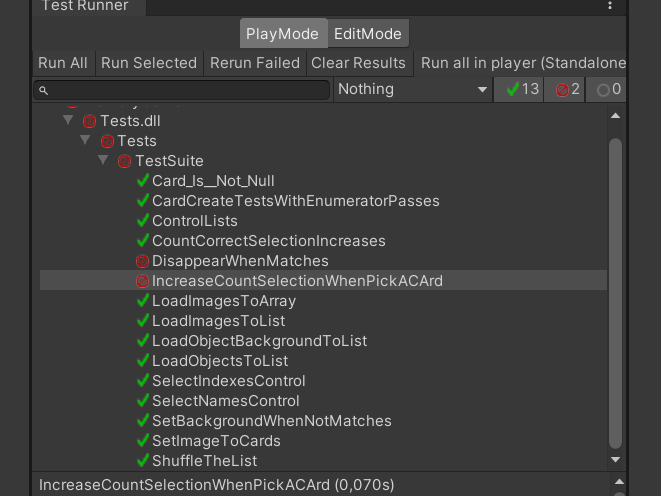 Test Runner
PlayMode EditMode
Run All Run Selected Rerun Failed Clear Results Run all in player (Standalone
Nothing 13 2 0
Tests.dll
Tests
TestSuite
Card_Is__Not_Null
CardCreateTestsWithEnumeratorPasses
ControlLists
CountCorrectSelectionIncreases
DisappearWhenMatches
IncreaseCountSelectionWhenPickACArd
LoadImagesToArray
LoadImagesToList
LoadObjectBackgroundToList
LoadObjectsToList
SelectIndexesControl
SelectNamesControl
SetBackgroundWhenNotMatches
SetImageToCards
ShuffleTheList
IncreaseCountSelectionWhenPickACArd (0,070s)